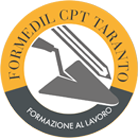 FORMEDIL CPT TARANTO
FORMAZIONE AL LAVORO